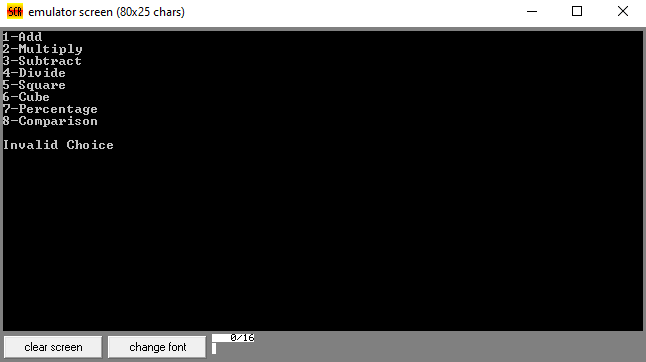 SCR emulator screen (80x25 chars)
1-Add
2-Multiply
3-Subtract
4-Divide
5-Square
6-Cube
7-Percentage
8-Comparison
Invalid Choice
clear screen change font 0/16